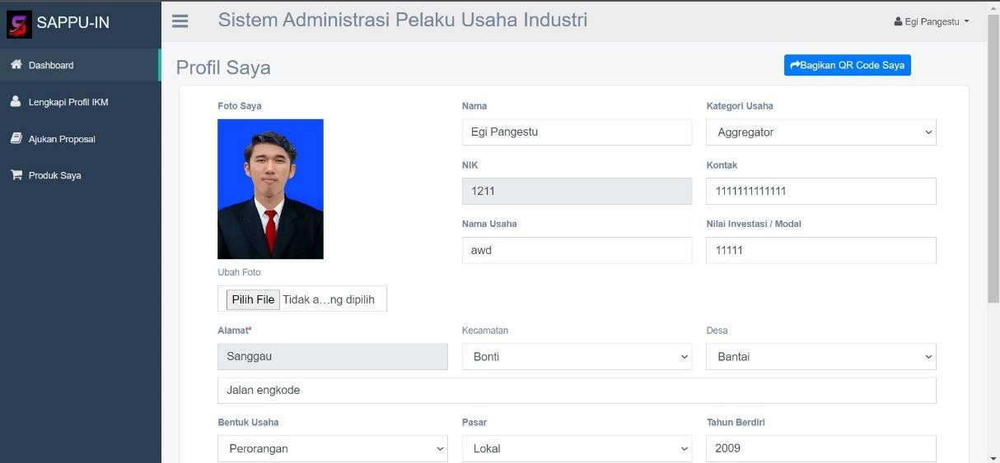 SAPPU-IN
Sistem Administrasi Pelaku Usaha Industri
Egi Pangestu
Dashboard
Lengkapi Profil IKM
Ajukan Proposal
Produk Saya
Profil Saya
Bagikan QR Code Saya
Foto Saya
Nama
Kategori Usaha
Egi Pangestu
Aggregator
NIK
Kontak
1211
1111111111111
Nama Usaha
Nilai Investasi / Modal
awd
11111
Ubah Foto
Pilih File Tidak a...ng dipilih
Alamat*
Kecamatan
Desa
Sanggau
Bonti
Bantai
Jalan engkode
Bentuk Usaha
Pasar
Tahun Berdiri
Perorangan
Lokal
2009